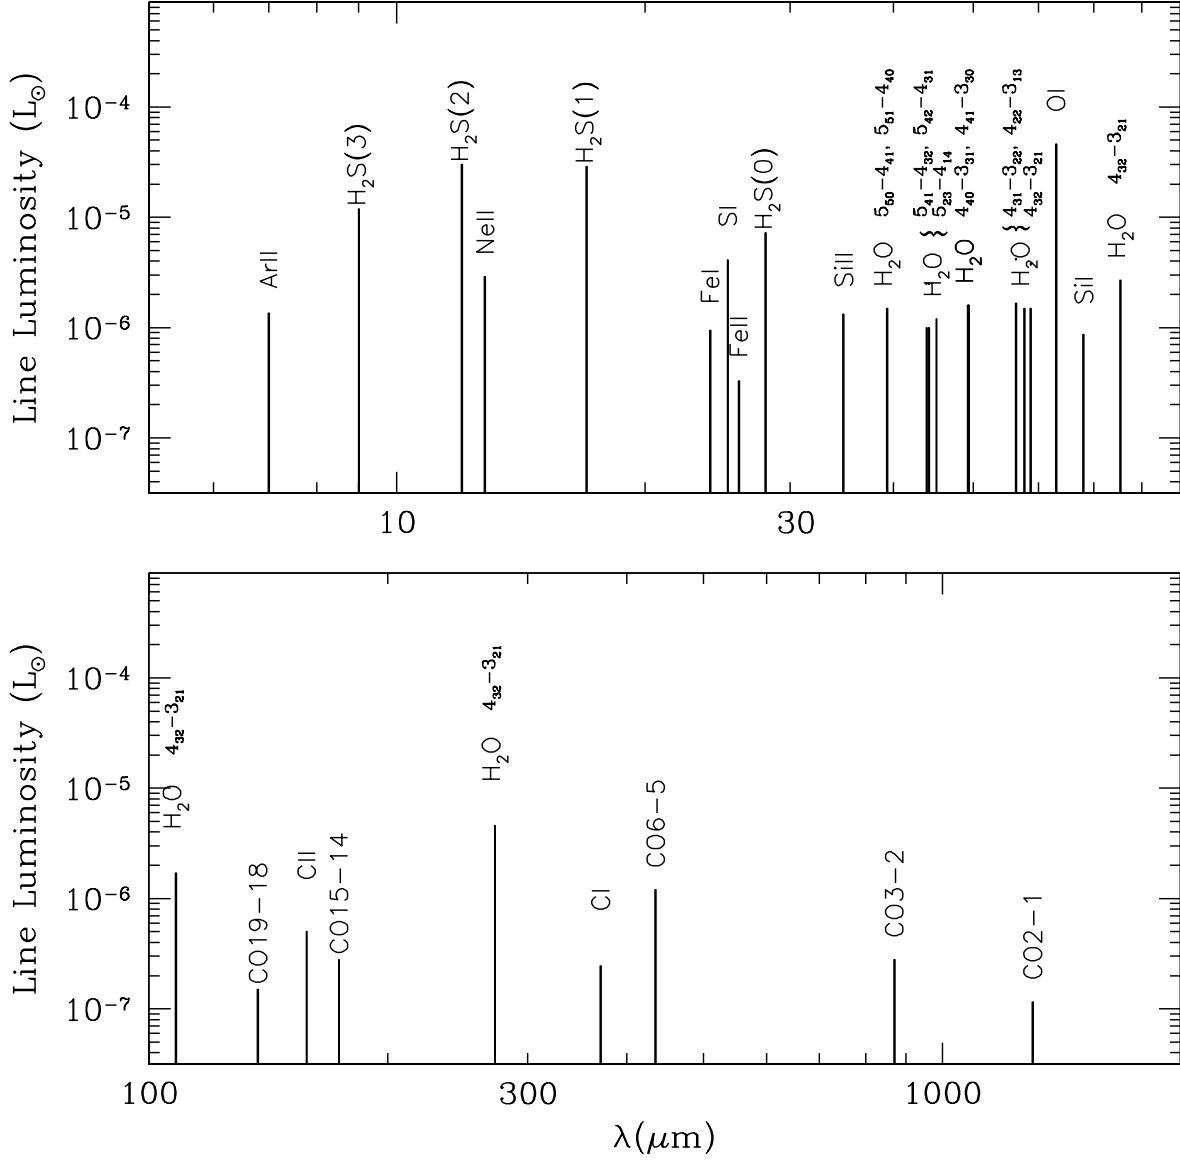 Line Luminosity (L☉)
10⁻⁴
10⁻⁵
10⁻⁶
10⁻⁷
ArII
H₂S(3)
H₂S(2)
NeII
H₂S(1)
FeI
SI
FeII
H₂S(0)
SiII
H₂O 5₅₀−4₄₁, 5₅₁−4₄₀
H₂O { 5₄₁−4₃₂, 5₄₂−4₃₁
5₂₃−4₁₄
H₂O 4₄₀−3₃₁, 4₄₁−3₃₀
H₂O { 4₃₁−3₂₂, 4₂₂−3₁₃
4₃₂−3₂₁
OI
SiI
H₂O 4₃₂−3₂₁
10
30
Line Luminosity (L☉)
10⁻⁴
10⁻⁵
10⁻⁶
10⁻⁷
H₂O 4₃₂−3₂₁
CO19−18
CII
CO15−14
H₂O 4₃₂−3₂₁
CI
CO6−5
CO3−2
CO2−1
100
300
1000
λ(μm)